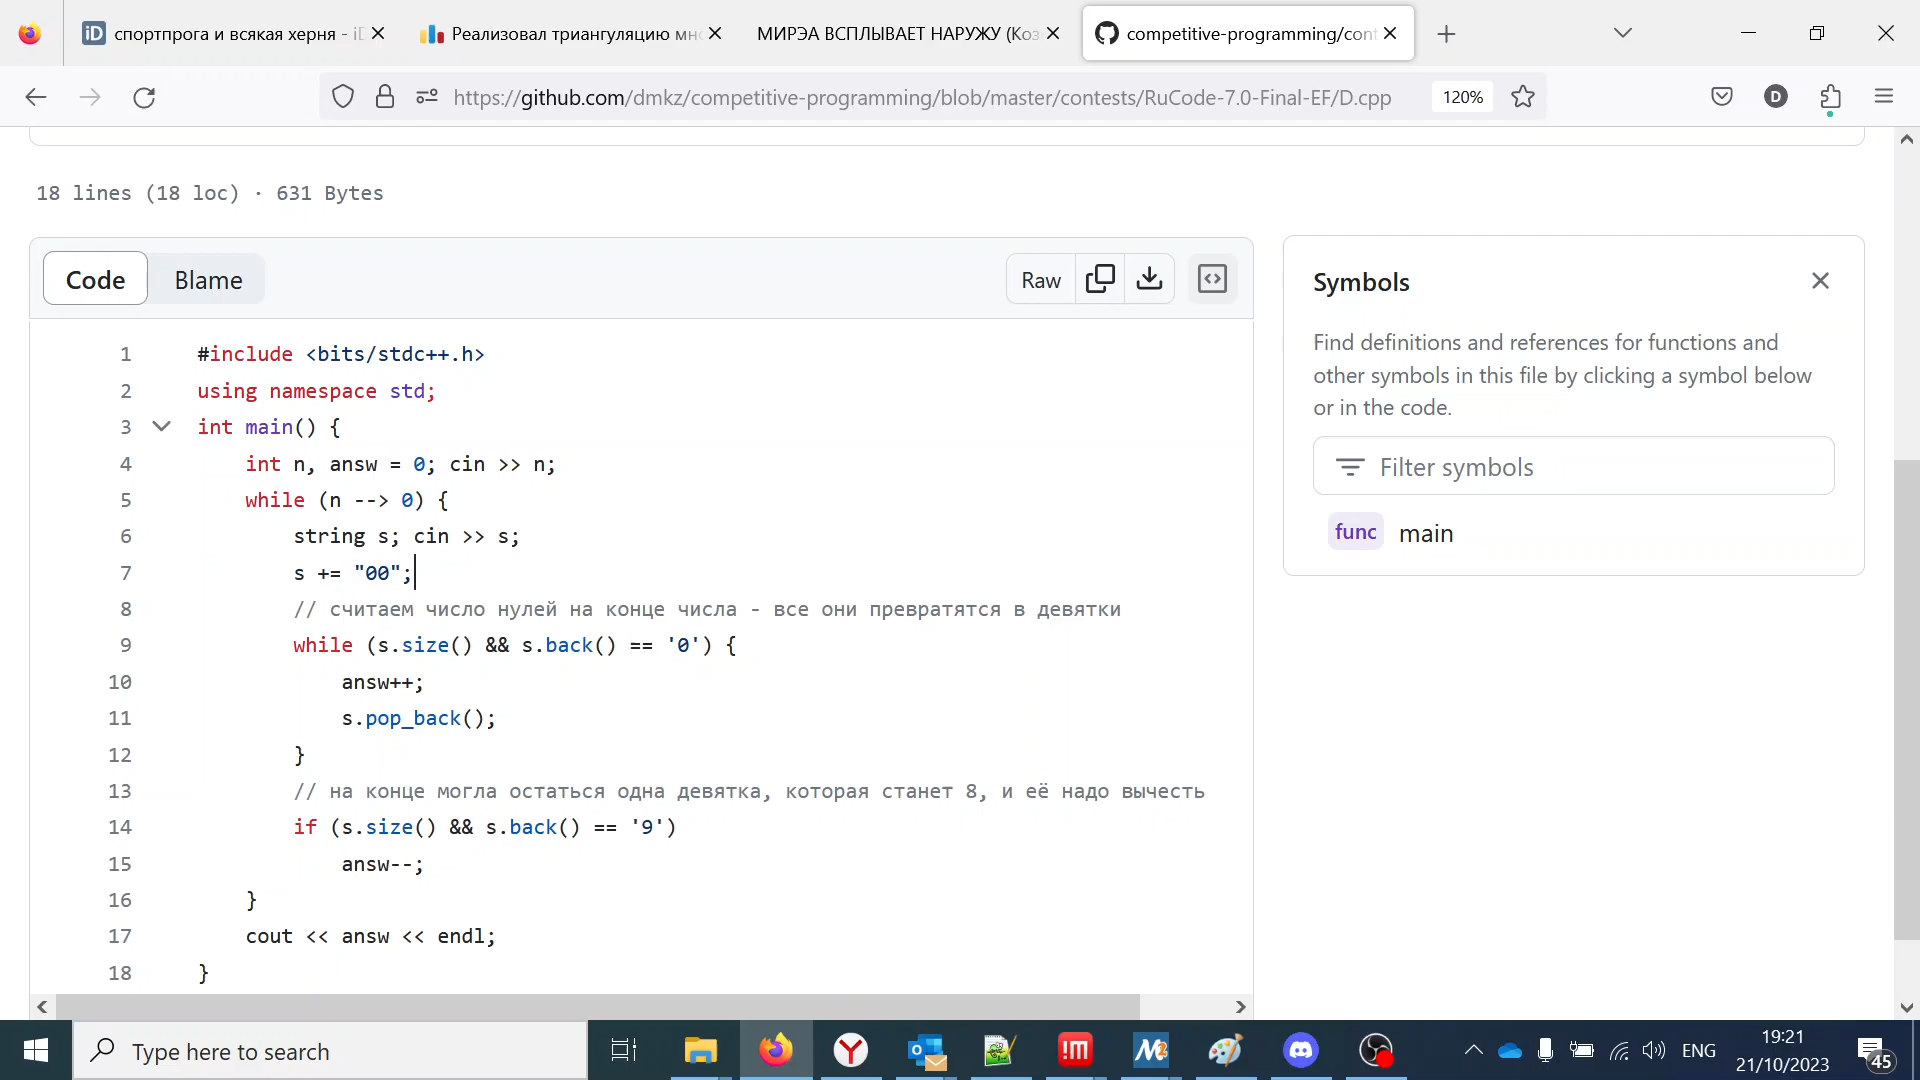 спортпрога и всякая херня - iD
Реализовал триангуляцию мно
МИРЭА ВСПЛЫВАЕТ НАРУЖУ (Коз
competitive-programming/cont
https://github.com/dmkz/competitive-programming/blob/master/contests/RuCode-7.0-Final-EF/D.cpp
120%
D
18 lines (18 loc) · 631 Bytes
Code
Blame
Raw
Symbols
Find definitions and references for functions and
other symbols in this file by clicking a symbol below
or in the code.
Filter symbols
func main
1 #include <bits/stdc++.h>
2 using namespace std;
3 int main() {
4 int n, answ = 0; cin >> n;
5 while (n --> 0) {
6 string s; cin >> s;
7 s += "00";
8 // считаем число нулей на конце числа - все они превратятся в девятки
9 while (s.size() && s.back() == '0') {
10 answ++;
11 s.pop_back();
12 }
13 // на конце могла остаться одна девятка, которая станет 8, и её надо вычесть
14 if (s.size() && s.back() == '9')
15 answ--;
16 }
17 cout << answ << endl;
18 }
Type here to search
ENG
19:21
21/10/2023
45